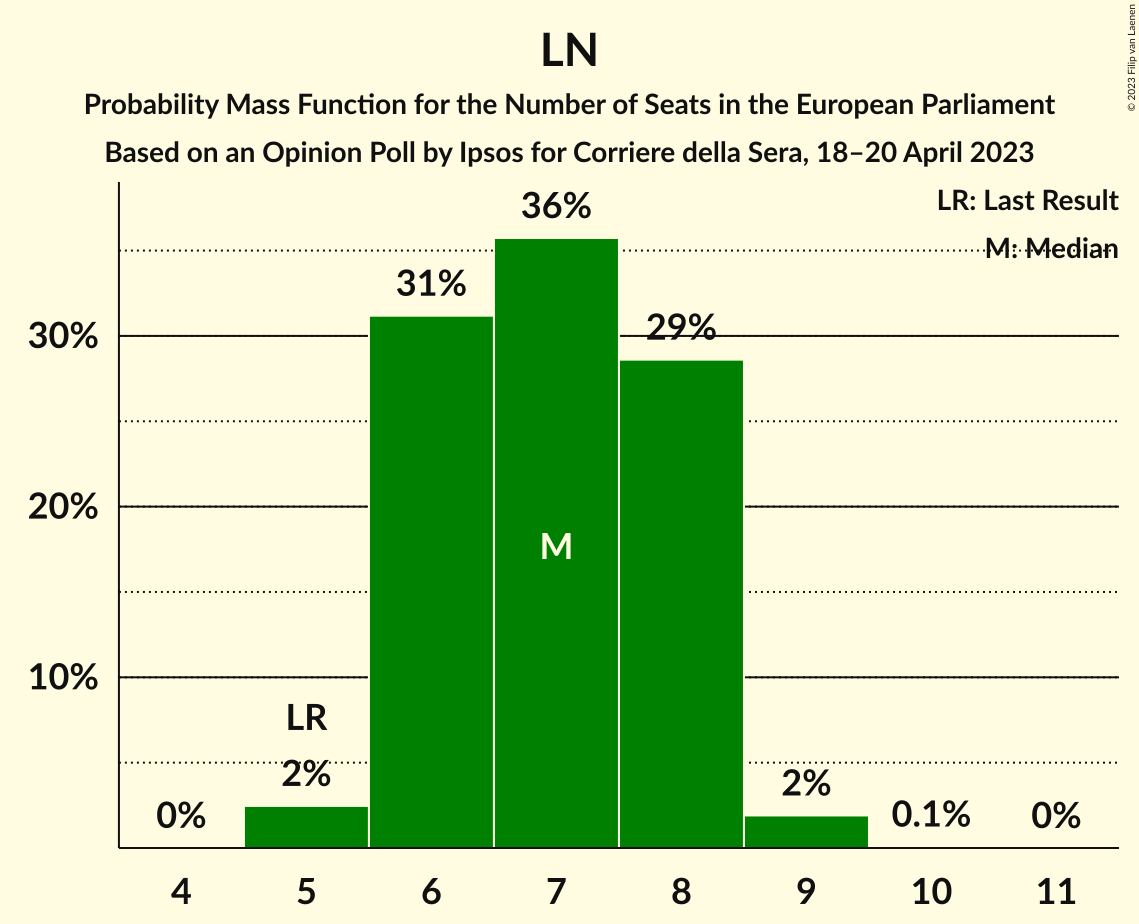 LN
Probability Mass Function for the Number of Seats in the European Parliament
Based on an Opinion Poll by Ipsos for Corriere della Sera, 18–20 April 2023
© 2023 Filip van Laenen
LR: Last Result
M: Median
36%
31%
29%
30%
20%
M
10%
LR
2%
2%
0%
0.1%
0%
4 5 6 7 8 9 10 11